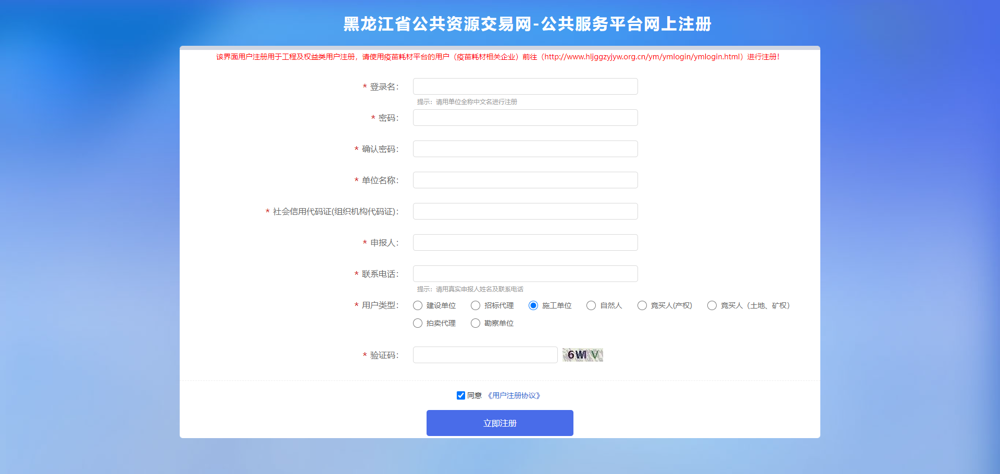 黑龙江省公共资源交易网-公共服务平台网上注册
该界面用户注册用于工程及权益类用户注册，请使用疫苗耗材平台的用户（疫苗耗材相关企业）前往（http://www.hljggzyjyw.org.cn/ym/ymlogin/ymlogin.html）进行注册！
* 登录名：
提示：请用单位全称中文名进行注册
* 密码：
* 确认密码：
* 单位名称：
* 社会信用代码证(组织机构代码证)：
* 申报人：
* 联系电话：
提示：请用真实申报人姓名及联系电话
* 用户类型： 建设单位 招标代理 施工单位 自然人 竞买人(产权) 竞买人（土地、矿权）
拍卖代理 勘察单位
* 验证码： 6WI V
同意 《用户注册协议》
立即注册